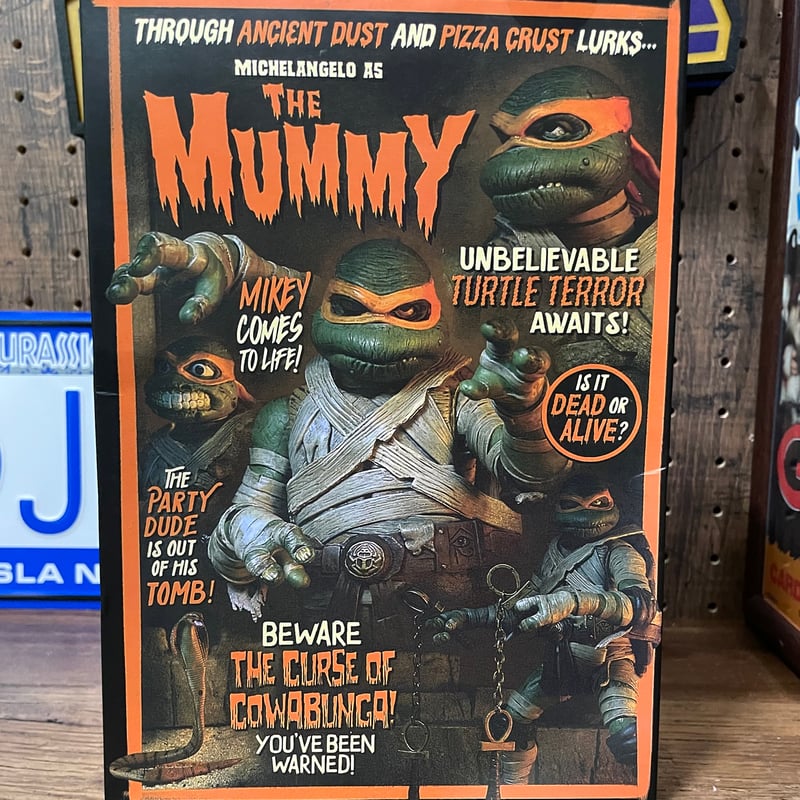 THROUGH ANCIENT DUST AND PIZZA CRUST LURKS...
MICHELANGELO AS
THE
MUMMY
UNBELIEVABLE
TURTLE TERROR
AWAITS!
MIKEY
COMES
TO LIFE!
IS IT
DEAD OR
ALIVE?
THE
PARTY
DUDE
IS OUT
OF HIS
TOMB!
BEWARE
THE CURSE OF
COWABUNGA!
YOU'VE BEEN
WARNED!
URASSIC
J
SLA N